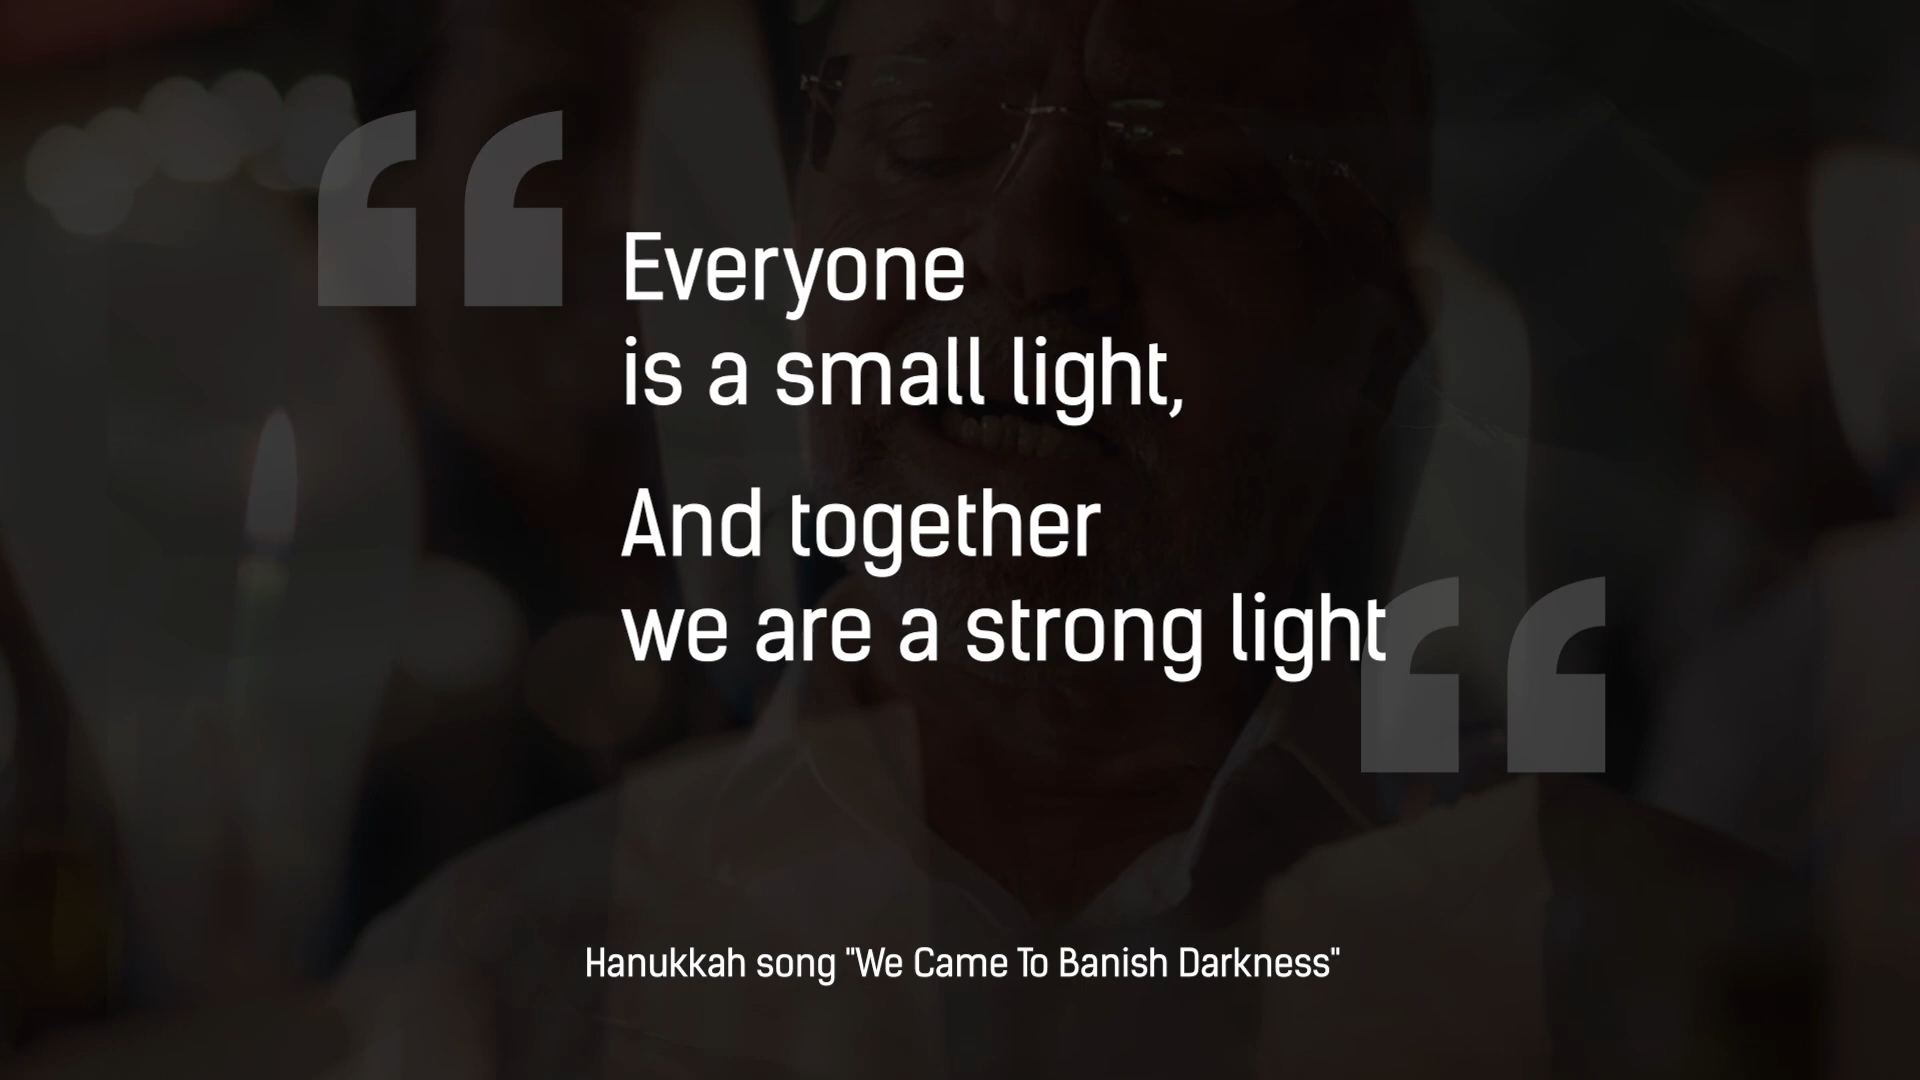 Everyone
is a small light,
And together
we are a strong light
Hanukkah song "We Came To Banish Darkness"